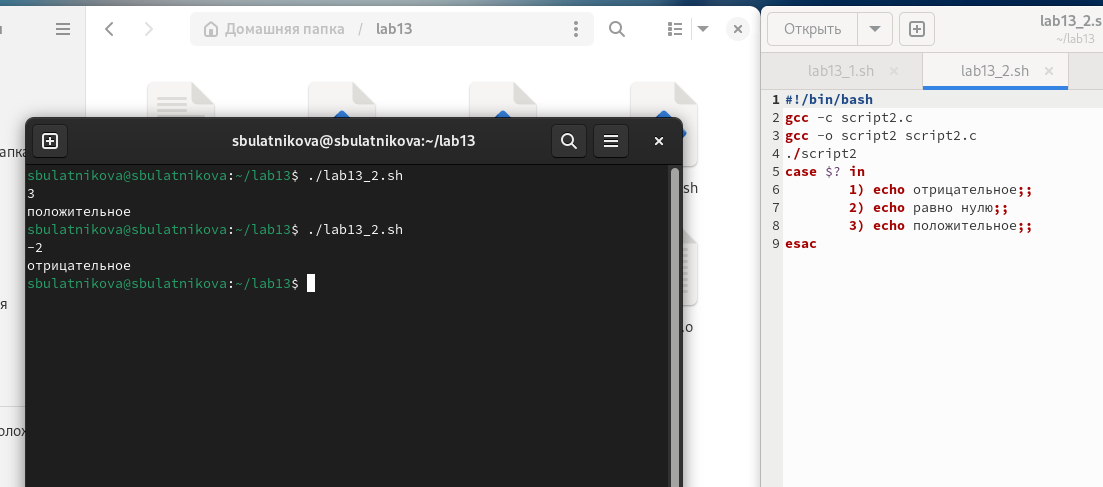 Домашняя папка / lab13
sbulatnikova@sbulatnikova:~/lab13
sbulatnikova@sbulatnikova:~/lab13$ ./lab13_2.sh
3
положительное
sbulatnikova@sbulatnikova:~/lab13$ ./lab13_2.sh
-2
отрицательное
sbulatnikova@sbulatnikova:~/lab13$
sh
.o
Открыть
lab13_2.s
~/lab13
lab13_1.sh
lab13_2.sh
1 #!/bin/bash
2 gcc -c script2.c
3 gcc -o script2 script2.c
4 ./script2
5 case $? in
6 1) echo отрицательное;;
7 2) echo равно нулю;;
8 3) echo положительное;;
9 esac